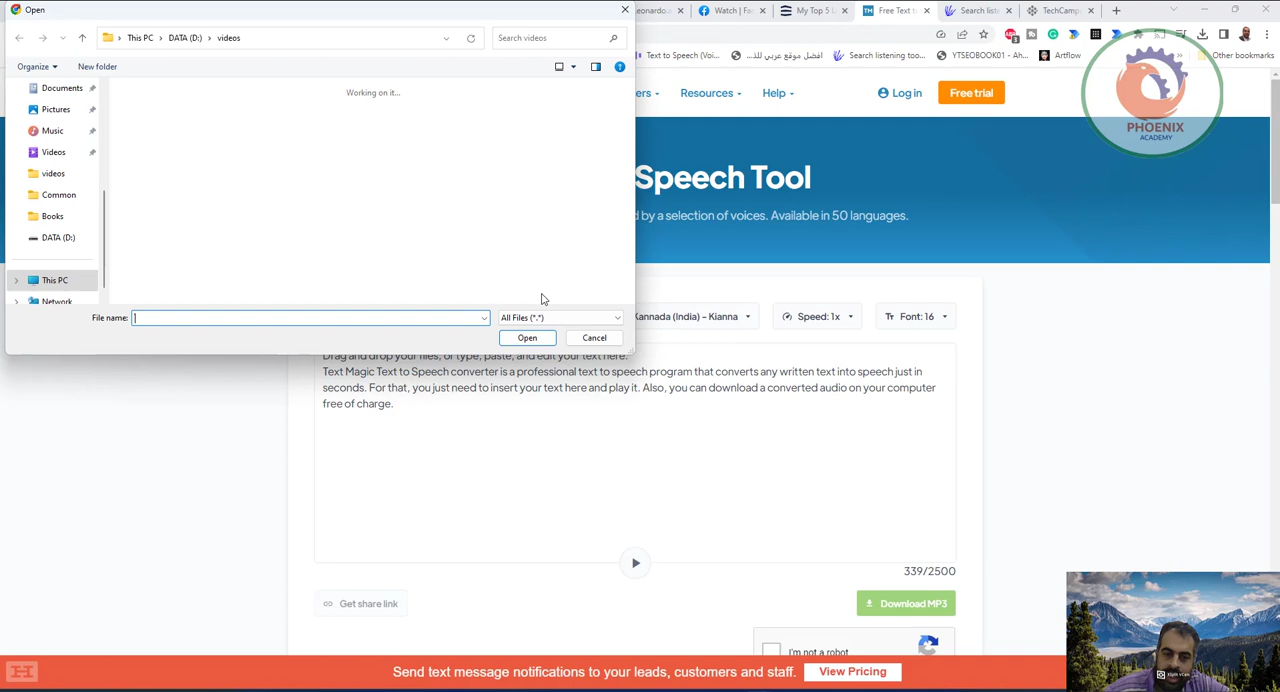 Open
Leonardo.a
Watch | Fa
My Top 5 L
Free Text t
Search liste
TechCamp
This PC
DATA (D:)
videos
Search videos
Organize
New folder
Text to Speech (Voi...
افضل موقع عربي للذ...
Search listening too...
YTSEOBOOK01 - Ah...
Artflow
Other bookmarks
Documents
Pictures
Music
Videos
videos
Common
Books
DATA (D:)
This PC
Network
Working on it...
ers
Resources
Help
Log in
Free trial
PHOENIX
ACADEMY
Speech Tool
d by a selection of voices. Available in 50 languages.
File name:
All Files (*.*)
Open
Cancel
Kannada (India) – Kianna
Speed: 1x
Tr Font: 16
Drag and drop your files, or type, paste, and edit your text here.
Text Magic Text to Speech converter is a professional text to speech program that converts any written text into speech just in
seconds. For that, you just need to insert your text here and play it. Also, you can download a converted audio on your computer
free of charge.
339/2500
Get share link
Download MP3
I'm not a robot
Send text message notifications to your leads, customers and staff.
View Pricing
XSplit VCam